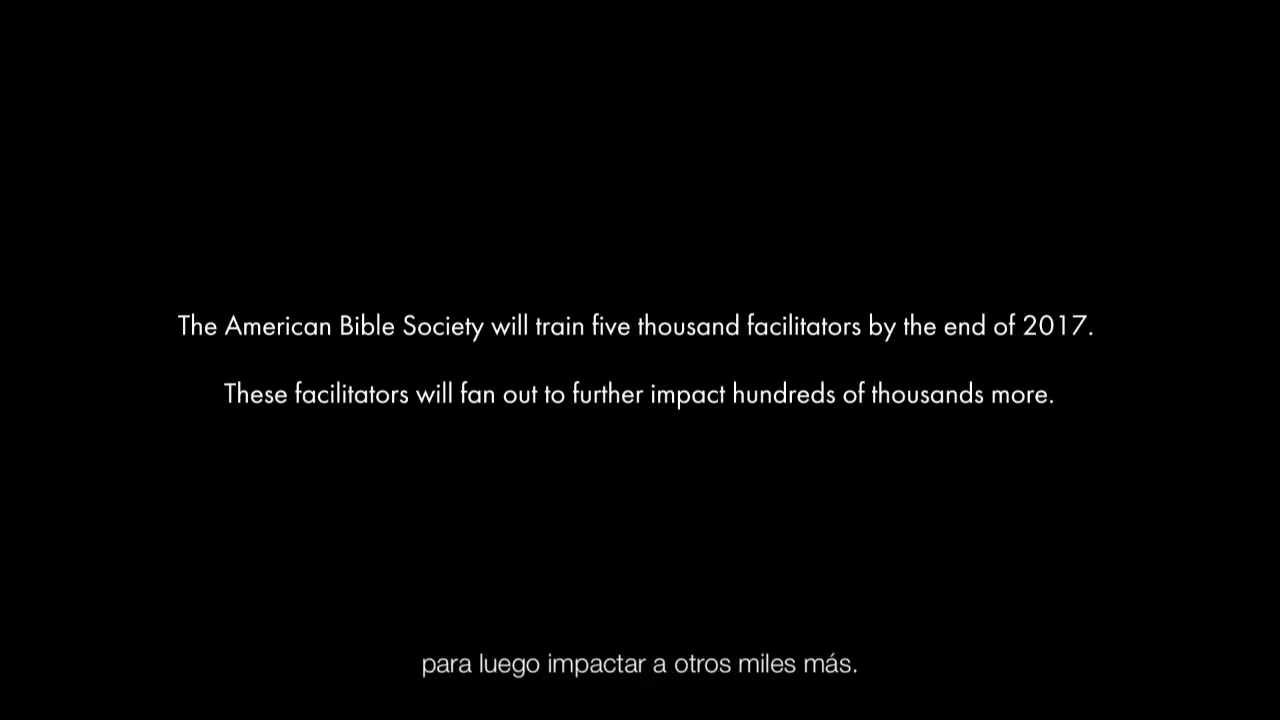 The American Bible Society will train five thousand facilitators by the end of 2017.
These facilitators will fan out to further impact hundreds of thousands more.
para luego impactar a otros miles más.